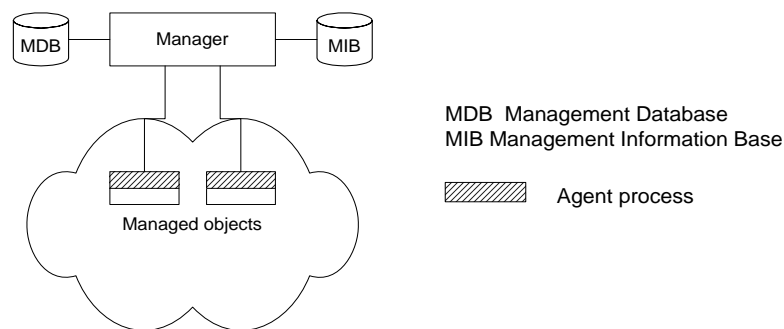 MDB
Manager
MIB
MDB Management Database
MIB Management Information Base
Agent process
Managed objects